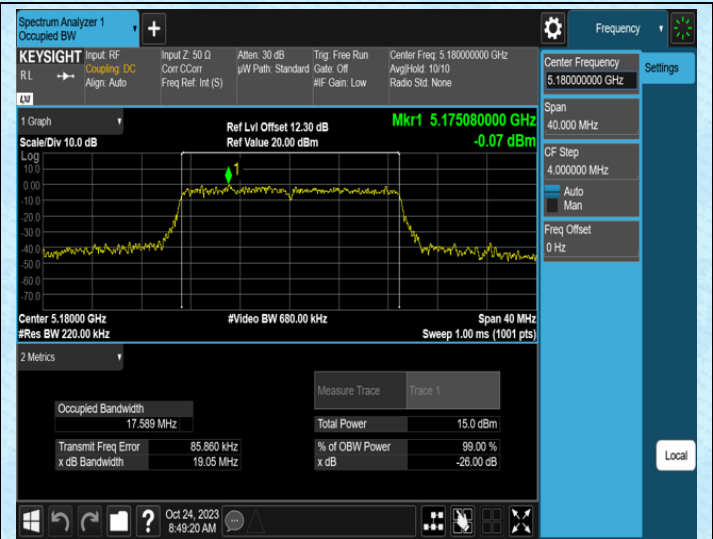 Spectrum Analyzer 1
Occupied BW
Frequency
KEYSIGHT
RL
LXI
Input: RF
Coupling: DC
Align: Auto
Input Z: 50 Ω
Corr CCorr
Freq Ref: Int (S)
Atten: 30 dB
µW Path: Standard
Trig: Free Run
Gate: Off
#IF Gain: Low
Center Freq: 5.180000000 GHz
Avg|Hold: 10/10
Radio Std: None
Center Frequency
5.180000000 GHz
Settings
Span
40.000 MHz
CF Step
4.000000 MHz
Auto
Man
Freq Offset
0 Hz
1 Graph
Scale/Div 10.0 dB
Ref Lvl Offset 12.30 dB
Ref Value 20.00 dBm
Mkr1 5.175080000 GHz
-0.07 dBm
Log
10.0
0.00
-10.0
-20.0
-30.0
-40.0
-50.0
-60.0
-70.0
1
Center 5.18000 GHz
#Res BW 220.00 kHz
#Video BW 680.00 kHz
Span 40 MHz
Sweep 1.00 ms (1001 pts)
2 Metrics
Measure Trace Trace 1
Occupied Bandwidth
17.589 MHz
Total Power 15.0 dBm
Transmit Freq Error 85.860 kHz
% of OBW Power 99.00 %
x dB Bandwidth 19.05 MHz
x dB -26.00 dB
Local
?
Oct 24, 2023
8:49:20 AM